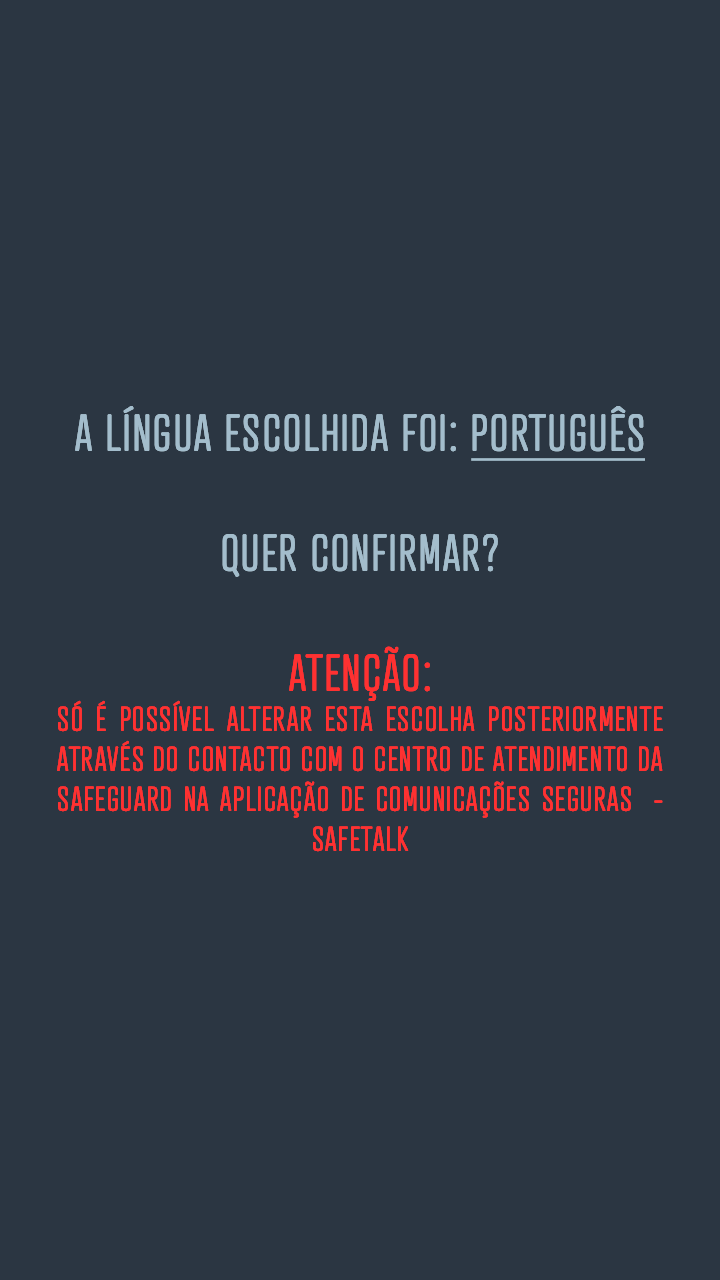 A LÍNGUA ESCOLHIDA FOI: PORTUGUÊS
QUER CONFIRMAR?
ATENÇÃO:
SÓ É POSSÍVEL ALTERAR ESTA ESCOLHA POSTERIORMENTE
ATRAVÉS DO CONTACTO COM O CENTRO DE ATENDIMENTO DA
SAFEGUARD NA APLICAÇÃO DE COMUNICAÇÕES SEGURAS -
SAFETALK